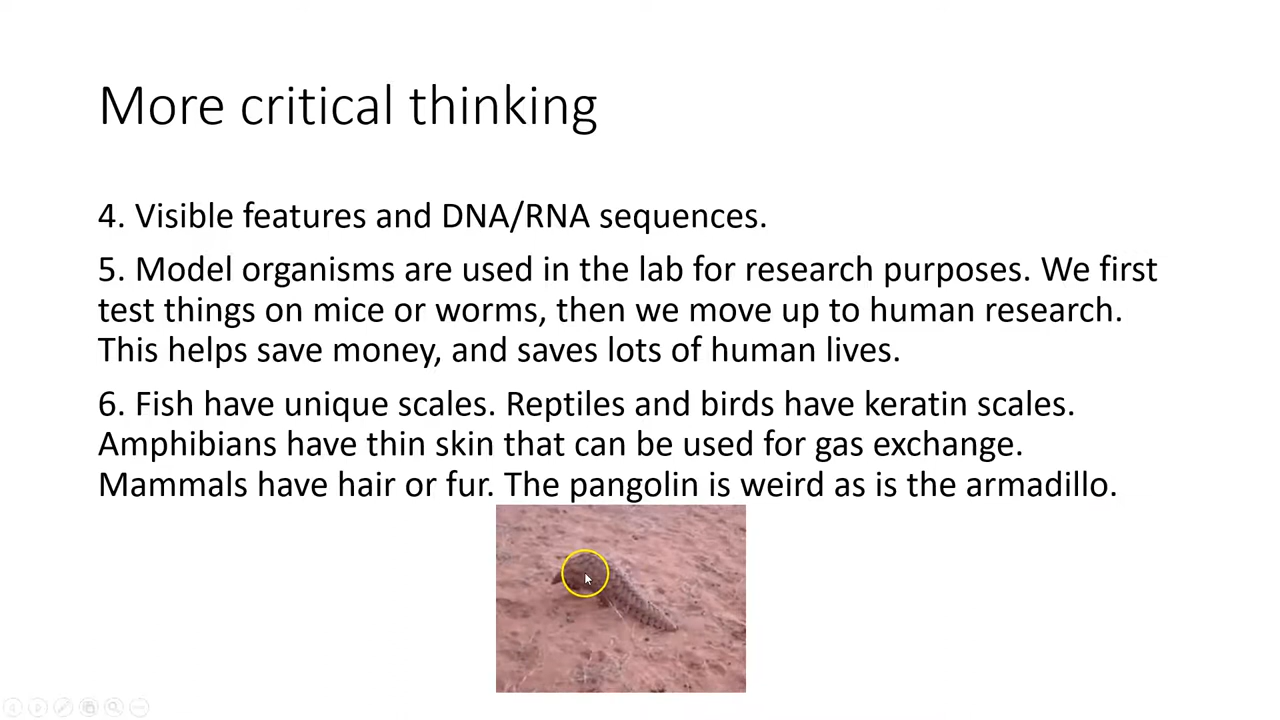 More critical thinking
4. Visible features and DNA/RNA sequences.
5. Model organisms are used in the lab for research purposes. We first
test things on mice or worms, then we move up to human research.
This helps save money, and saves lots of human lives.
6. Fish have unique scales. Reptiles and birds have keratin scales.
Amphibians have thin skin that can be used for gas exchange.
Mammals have hair or fur. The pangolin is weird as is the armadillo.